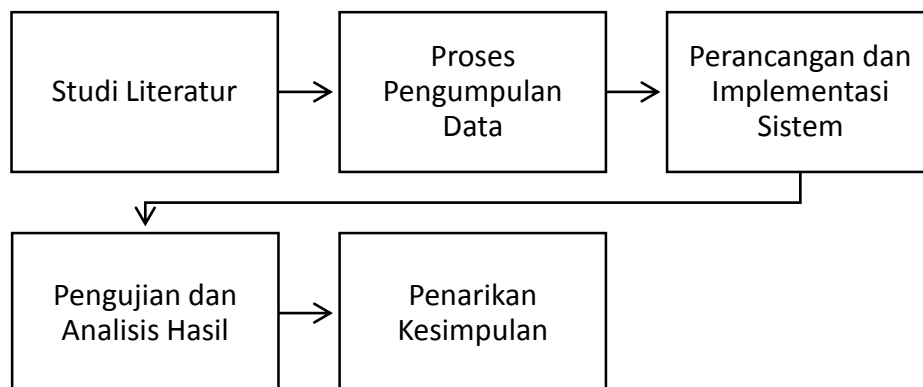 Studi Literatur
Proses
Pengumpulan
Data
Perancangan dan
Implementasi
Sistem
Pengujian dan
Analisis Hasil
Penarikan
Kesimpulan